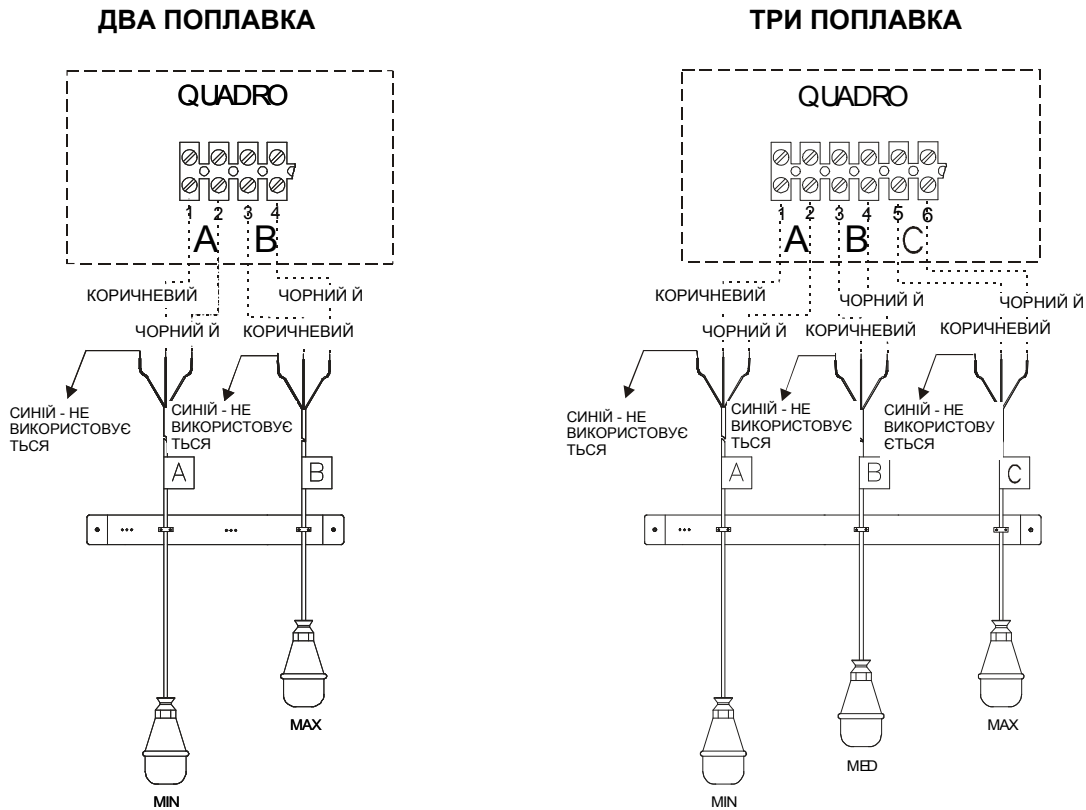 ДВА ПОПЛАВКА
QUADRO
1 2 3 4
A B
КОРИЧНЕВИЙ
ЧОРНИЙ Й
ЧОРНИЙ Й
КОРИЧНЕВИЙ
СИНІЙ - НЕ
ВИКОРИСТОВУЄ
ТЬСЯ
СИНІЙ - НЕ
ВИКОРИСТОВУЄ
ТЬСЯ
A
B
MAX
MIN
ТРИ ПОПЛАВКА
QUADRO
1 2 3 4 5 6
A B C
КОРИЧНЕВИЙ
ЧОРНИЙ Й
ЧОРНИЙ Й
ЧОРНИЙ Й
КОРИЧНЕВИЙ
КОРИЧНЕВИЙ
СИНІЙ - НЕ
ВИКОРИСТОВУЄ
ТЬСЯ
СИНІЙ - НЕ
ВИКОРИСТОВУЄ
ТЬСЯ
СИНІЙ - НЕ
ВИКОРИСТОВУ
ЄТЬСЯ
A
B
C
MAX
MED
MIN